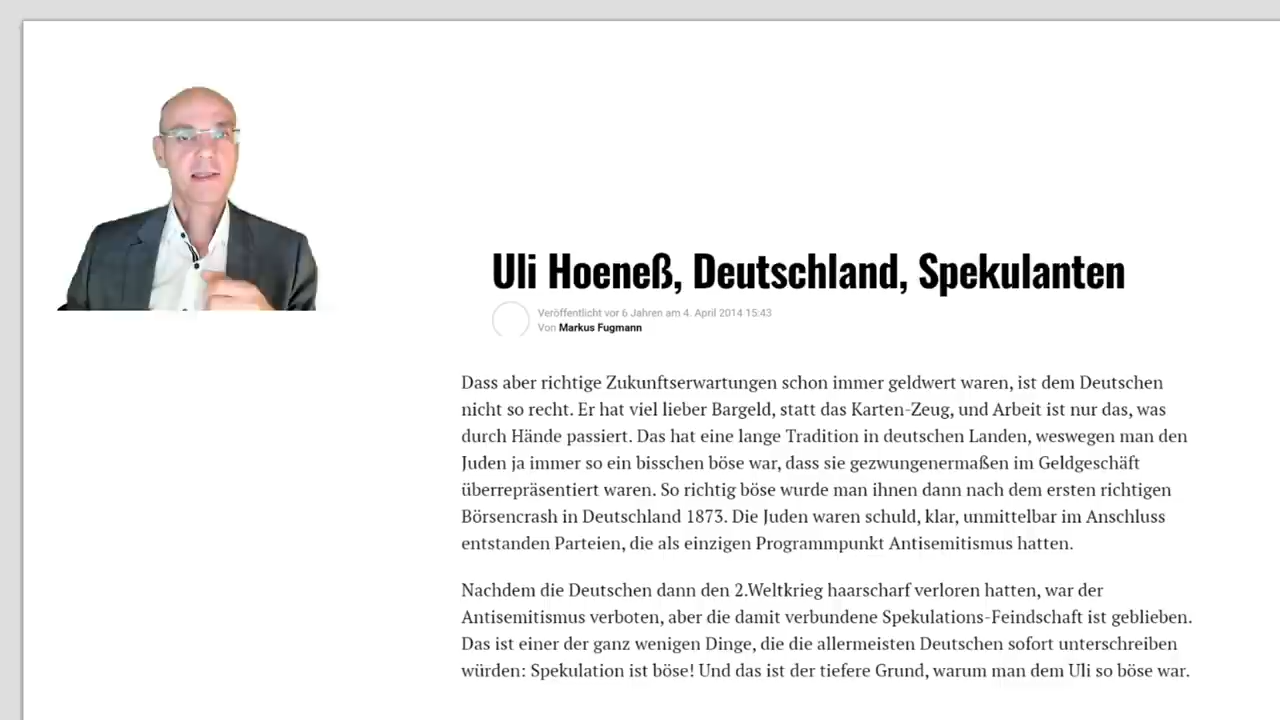 Uli Hoeneß, Deutschland, Spekulanten
Veröffentlicht vor 6 Jahren am 4. April 2014 15:43
Von Markus Fugmann
Dass aber richtige Zukunftserwartungen schon immer geldwert waren, ist dem Deutschen
nicht so recht. Er hat viel lieber Bargeld, statt das Karten-Zeug, und Arbeit ist nur das, was
durch Hände passiert. Das hat eine lange Tradition in deutschen Landen, weswegen man den
Juden ja immer so ein bisschen böse war, dass sie gezwungenermaßen im Geldgeschäft
überrepräsentiert waren. So richtig böse wurde man ihnen dann nach dem ersten richtigen
Börsencrash in Deutschland 1873. Die Juden waren schuld, klar, unmittelbar im Anschluss
entstanden Parteien, die als einzigen Programmpunkt Antisemitismus hatten.
Nachdem die Deutschen dann den 2.Weltkrieg haarscharf verloren hatten, war der
Antisemitismus verboten, aber die damit verbundene Spekulations-Feindschaft ist geblieben.
Das ist einer der ganz wenigen Dinge, die die allermeisten Deutschen sofort unterschreiben
würden: Spekulation ist böse! Und das ist der tiefere Grund, warum man dem Uli so böse war.